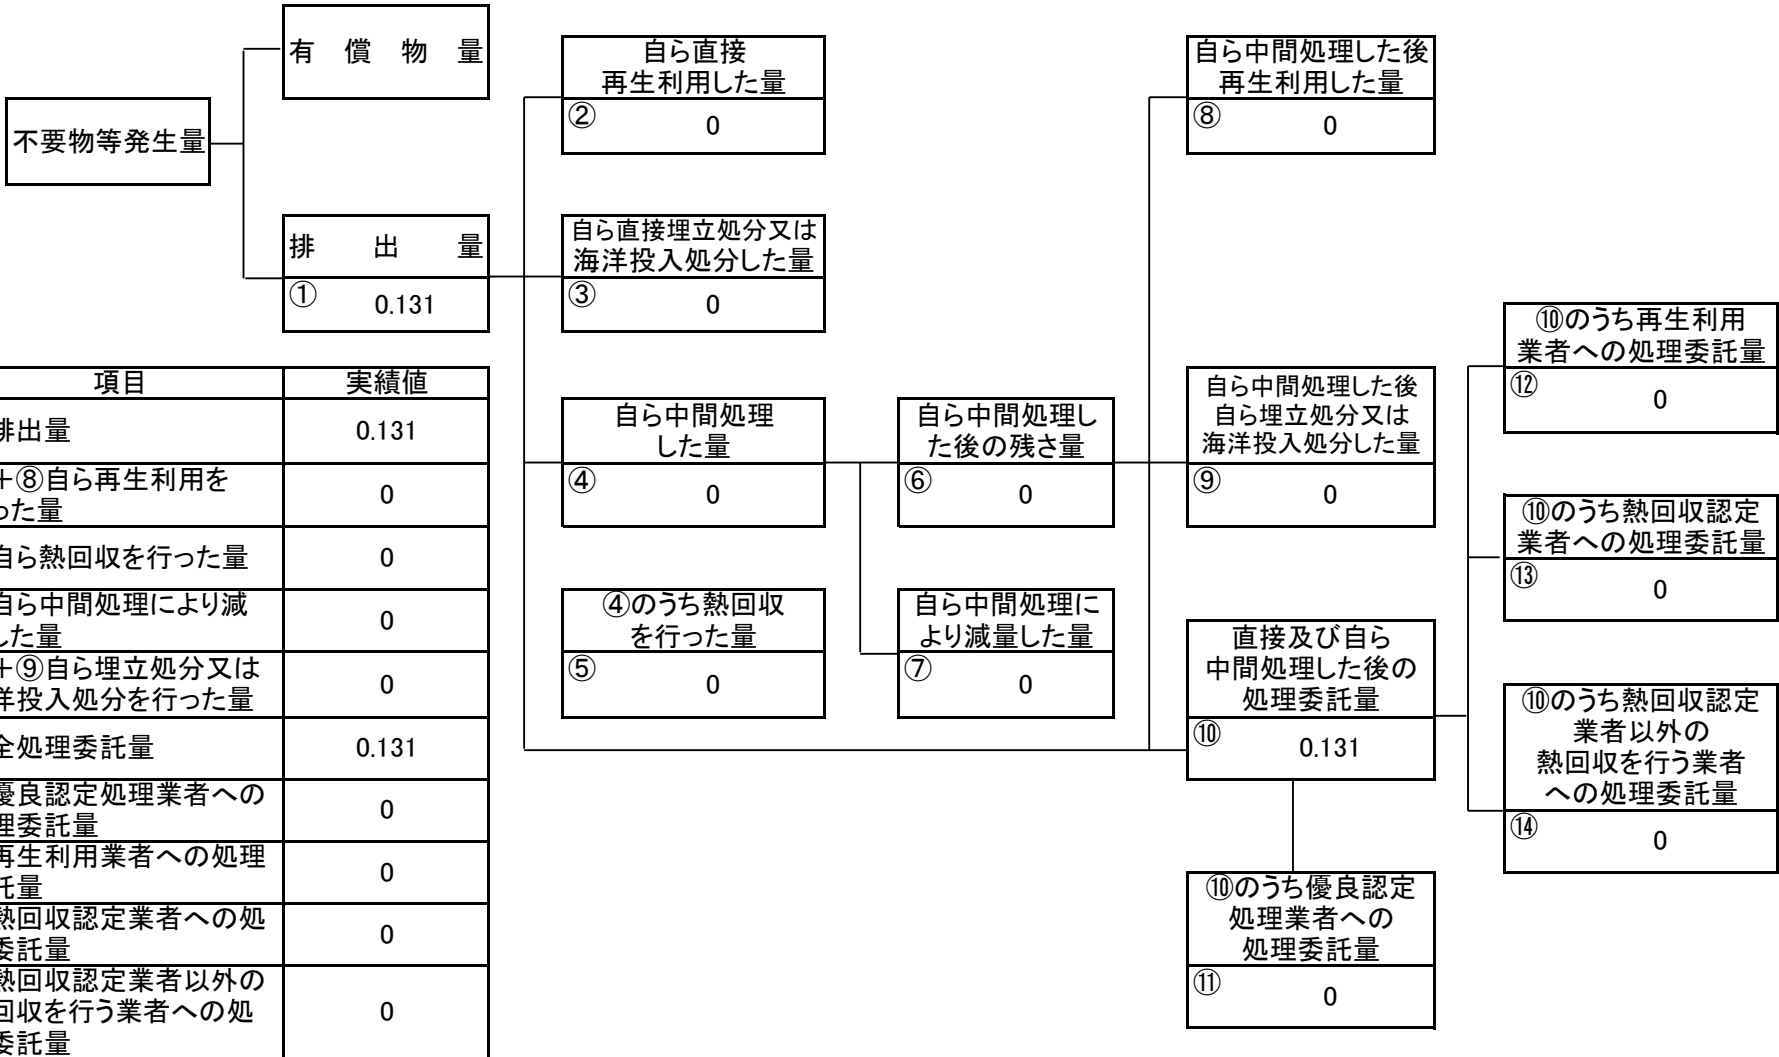 有　償　物　量
不要物等発生量
排　出　量
① 0.131
自ら直接
再生利用した量
② 0
自ら直接埋立処分又は
海洋投入処分した量
③ 0
自ら中間処理
した量
④ 0
④のうち熱回収
を行った量
⑤ 0
自ら中間処理し
た後の残さ量
⑥ 0
自ら中間処理に
より減量した量
⑦ 0
自ら中間処理した後
再生利用した量
⑧ 0
自ら中間処理した後
自ら埋立処分又は
海洋投入処分した量
⑨ 0
直接及び自ら
中間処理した後の
処理委託量
⑩ 0.131
⑩のうち優良認定
処理業者への
処理委託量
⑪ 0
⑩のうち再生利用
業者への処理委託量
⑫ 0
⑩のうち熱回収認定
業者への処理委託量
⑬ 0
⑩のうち熱回収認定
業者以外の
熱回収を行う業者
への処理委託量
⑭ 0
項目 実績値
排出量 0.131
+⑧自ら再生利用を
った量 0
自ら熱回収を行った量 0
自ら中間処理により減
した量 0
+⑨自ら埋立処分又は
洋投入処分を行った量 0
全処理委託量 0.131
優良認定処理業者への
理委託量 0
再生利用業者への処理
託量 0
熱回収認定業者への処
委託量 0
熱回収認定業者以外の
回収を行う業者への処
委託量 0